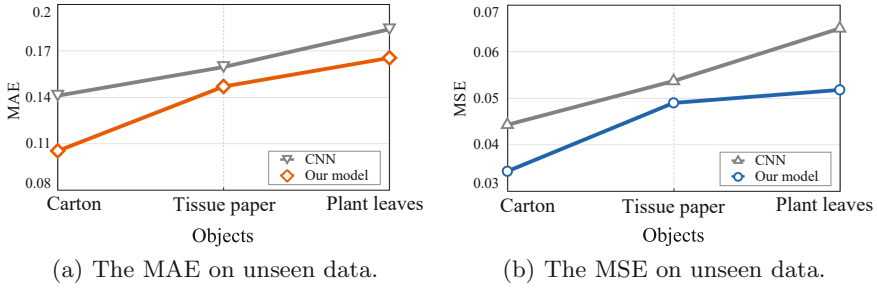 0.2
0.17
0.14
0.11
0.08
MAE
CNN
Our model
Carton
Tissue paper
Plant leaves
Objects
(a) The MAE on unseen data.
0.07
0.06
0.05
0.04
0.03
MSE
CNN
Our model
Carton
Tissue paper
Plant leaves
Objects
(b) The MSE on unseen data.